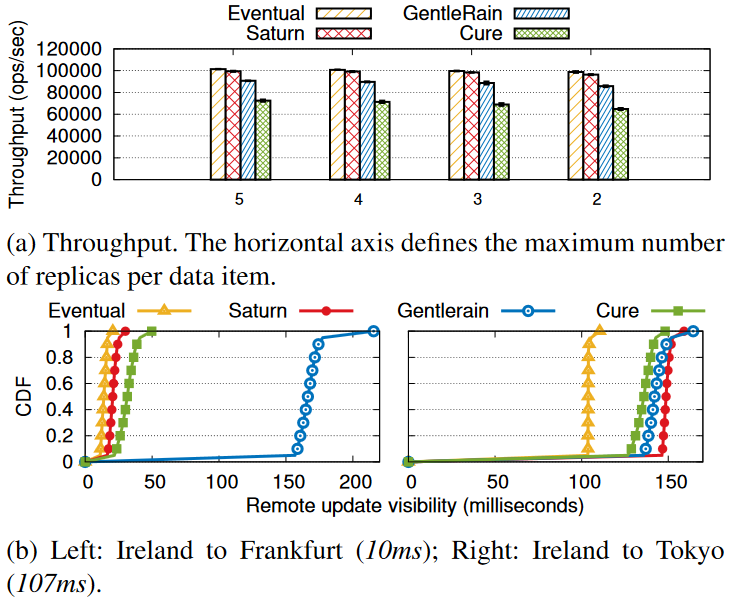 Eventual GentleRain
Saturn Cure
Throughput (ops/sec)
120000
100000
80000
60000
40000
20000
0
5 4 3 2
(a) Throughput. The horizontal axis defines the maximum number
of replicas per data item.
Eventual Saturn Gentlerain Cure
CDF
1
0.8
0.6
0.4
0.2
0
0 50 100 150 200 0 50 100 150
Remote update visibility (milliseconds)
(b) Left: Ireland to Frankfurt (10ms); Right: Ireland to Tokyo
(107ms).